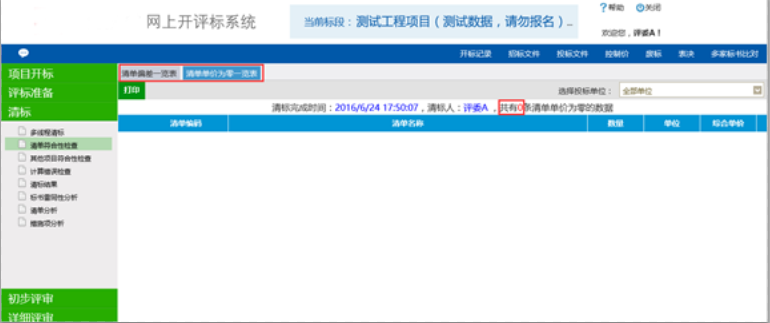 网上开评标系统
当前标段：测试工程项目（测试数据，请勿报名）..
?帮助 关闭
欢迎您，评委A！
开标记录 招标文件 投标文件 控制价 废标 表决 多家标书比对
项目开标
评标准备
清标
多线程清标
清单符合性检查
其他项目符合性检查
计算错误检查
清标结果
标书雷同性分析
清单分析
措施项分析
初步评审
详细评审
清单偏差一览表 清单单价为零一览表
打印
选择投标单位： 全部单位
清标完成时间：2016/6/24 17:50:07，清标人：评委A ，共有0条清单单价为零的数据
清单编码 清单名称 数量 单位 综合单价